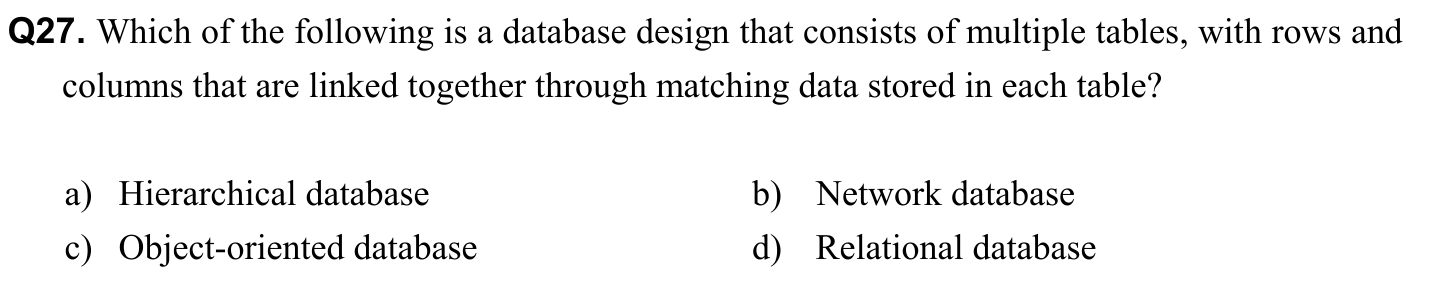 Q27. Which of the following is a database design that consists of multiple tables, with rows and
columns that are linked together through matching data stored in each table?
a) Hierarchical database b) Network database
c) Object-oriented database d) Relational database